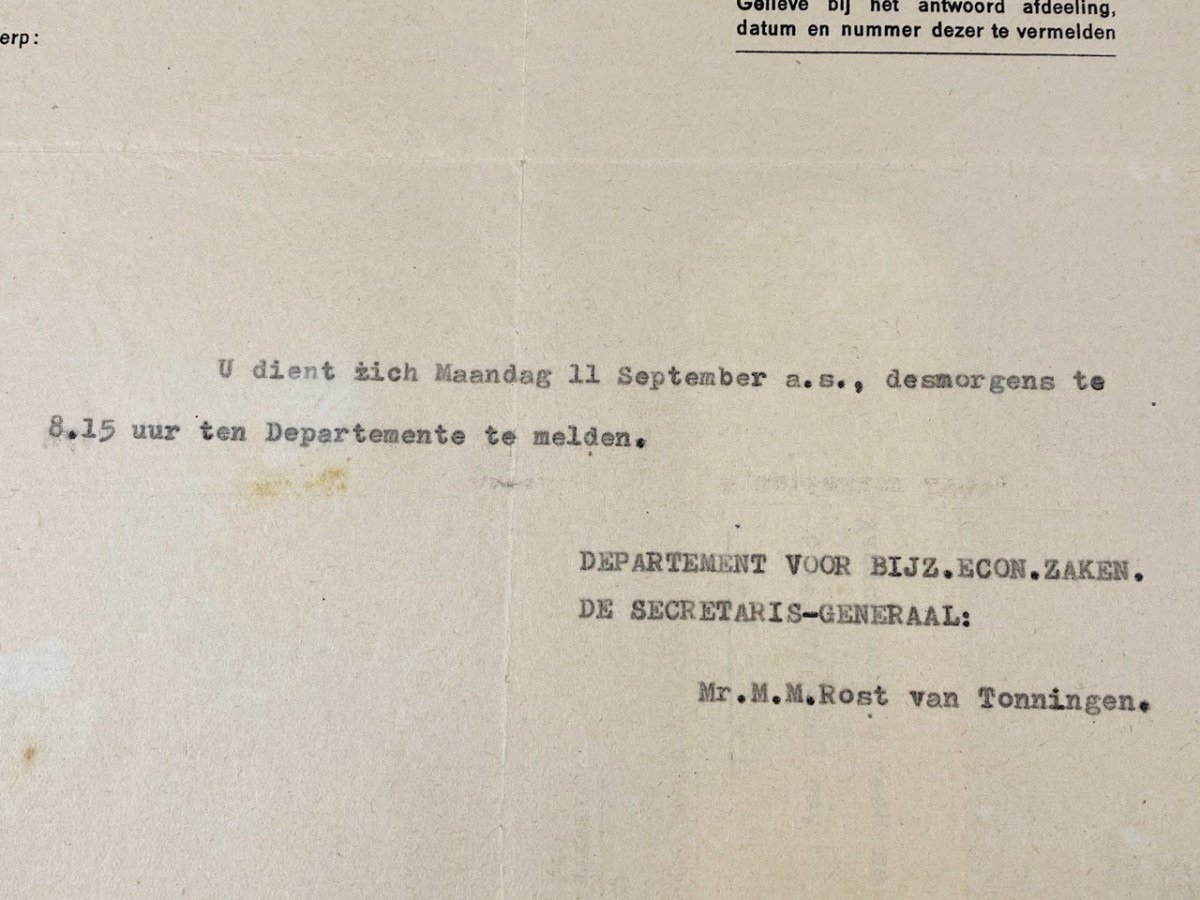 Gelieve bij het antwoord afdeeling,
datum en nummer dezer te vermelden
erp:
U dient zich Maandag 11 September a.s., desmorgens te
8.15 uur ten Departemente te melden.
DEPARTEMENT VOOR BIJZ.ECON.ZAKEN.
DE SECRETARIS-GENERAAL:
Mr.M.M.Rost van Tonningen.